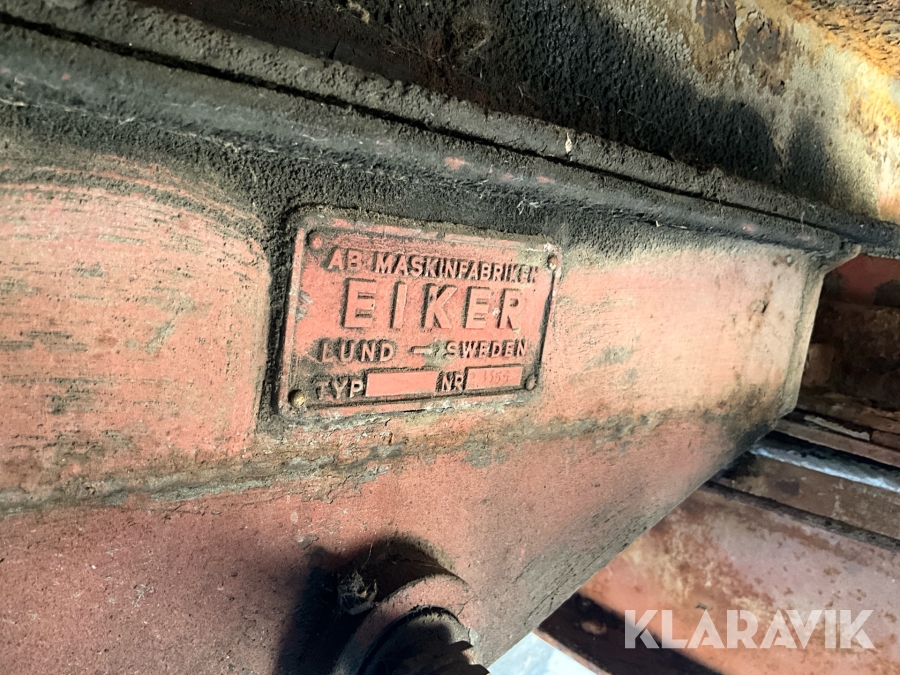 AB MASKINFABRIKEN
EIKER
LUND — SWEDEN
TYP NR
KLARAVIK